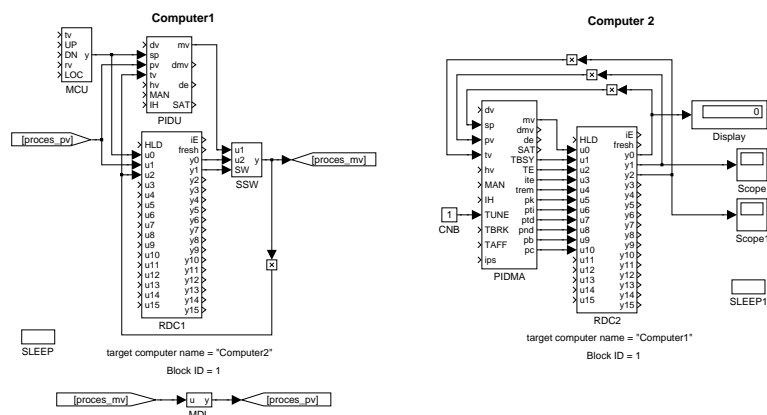 Computer1
tv
UP
DN y
rv
LOC
MCU
dv mv
sp
pv dmv
tv
hv de
MAN
IH SAT
PIDU
[proces_pv]
HLD iE
fresh
u0 y0
u1 y1
u2 y2
u3 y3
u4 y4
u5 y5
u6 y6
u7 y7
u8 y8
u9 y9
u10 y10
u11 y11
u12 y12
u13 y13
u14 y14
u15 y15
RDC1
u1
u2 y
SW
SSW
[proces_mv]
SLEEP
target computer name = "Computer2"
Block ID = 1
[proces_mv]
u y
MDL
[proces_pv]
Computer 2
dv mv
sp dmv
pv de
SAT
tv TBSY
hv TE
ite
MAN trem
IH pk
pti
TUNE ptd
TBRK pnd
TAFF pb
ips pc
PIDMA
1
CNB
HLD iE
fresh
u0 y0
u1 y1
u2 y2
u3 y3
u4 y4
u5 y5
u6 y6
u7 y7
u8 y8
u9 y9
u10 y10
u11 y11
u12 y12
u13 y13
u14 y14
u15 y15
RDC2
0
Display
Scope
Scope1
SLEEP1
target computer name = "Computer1"
Block ID = 1